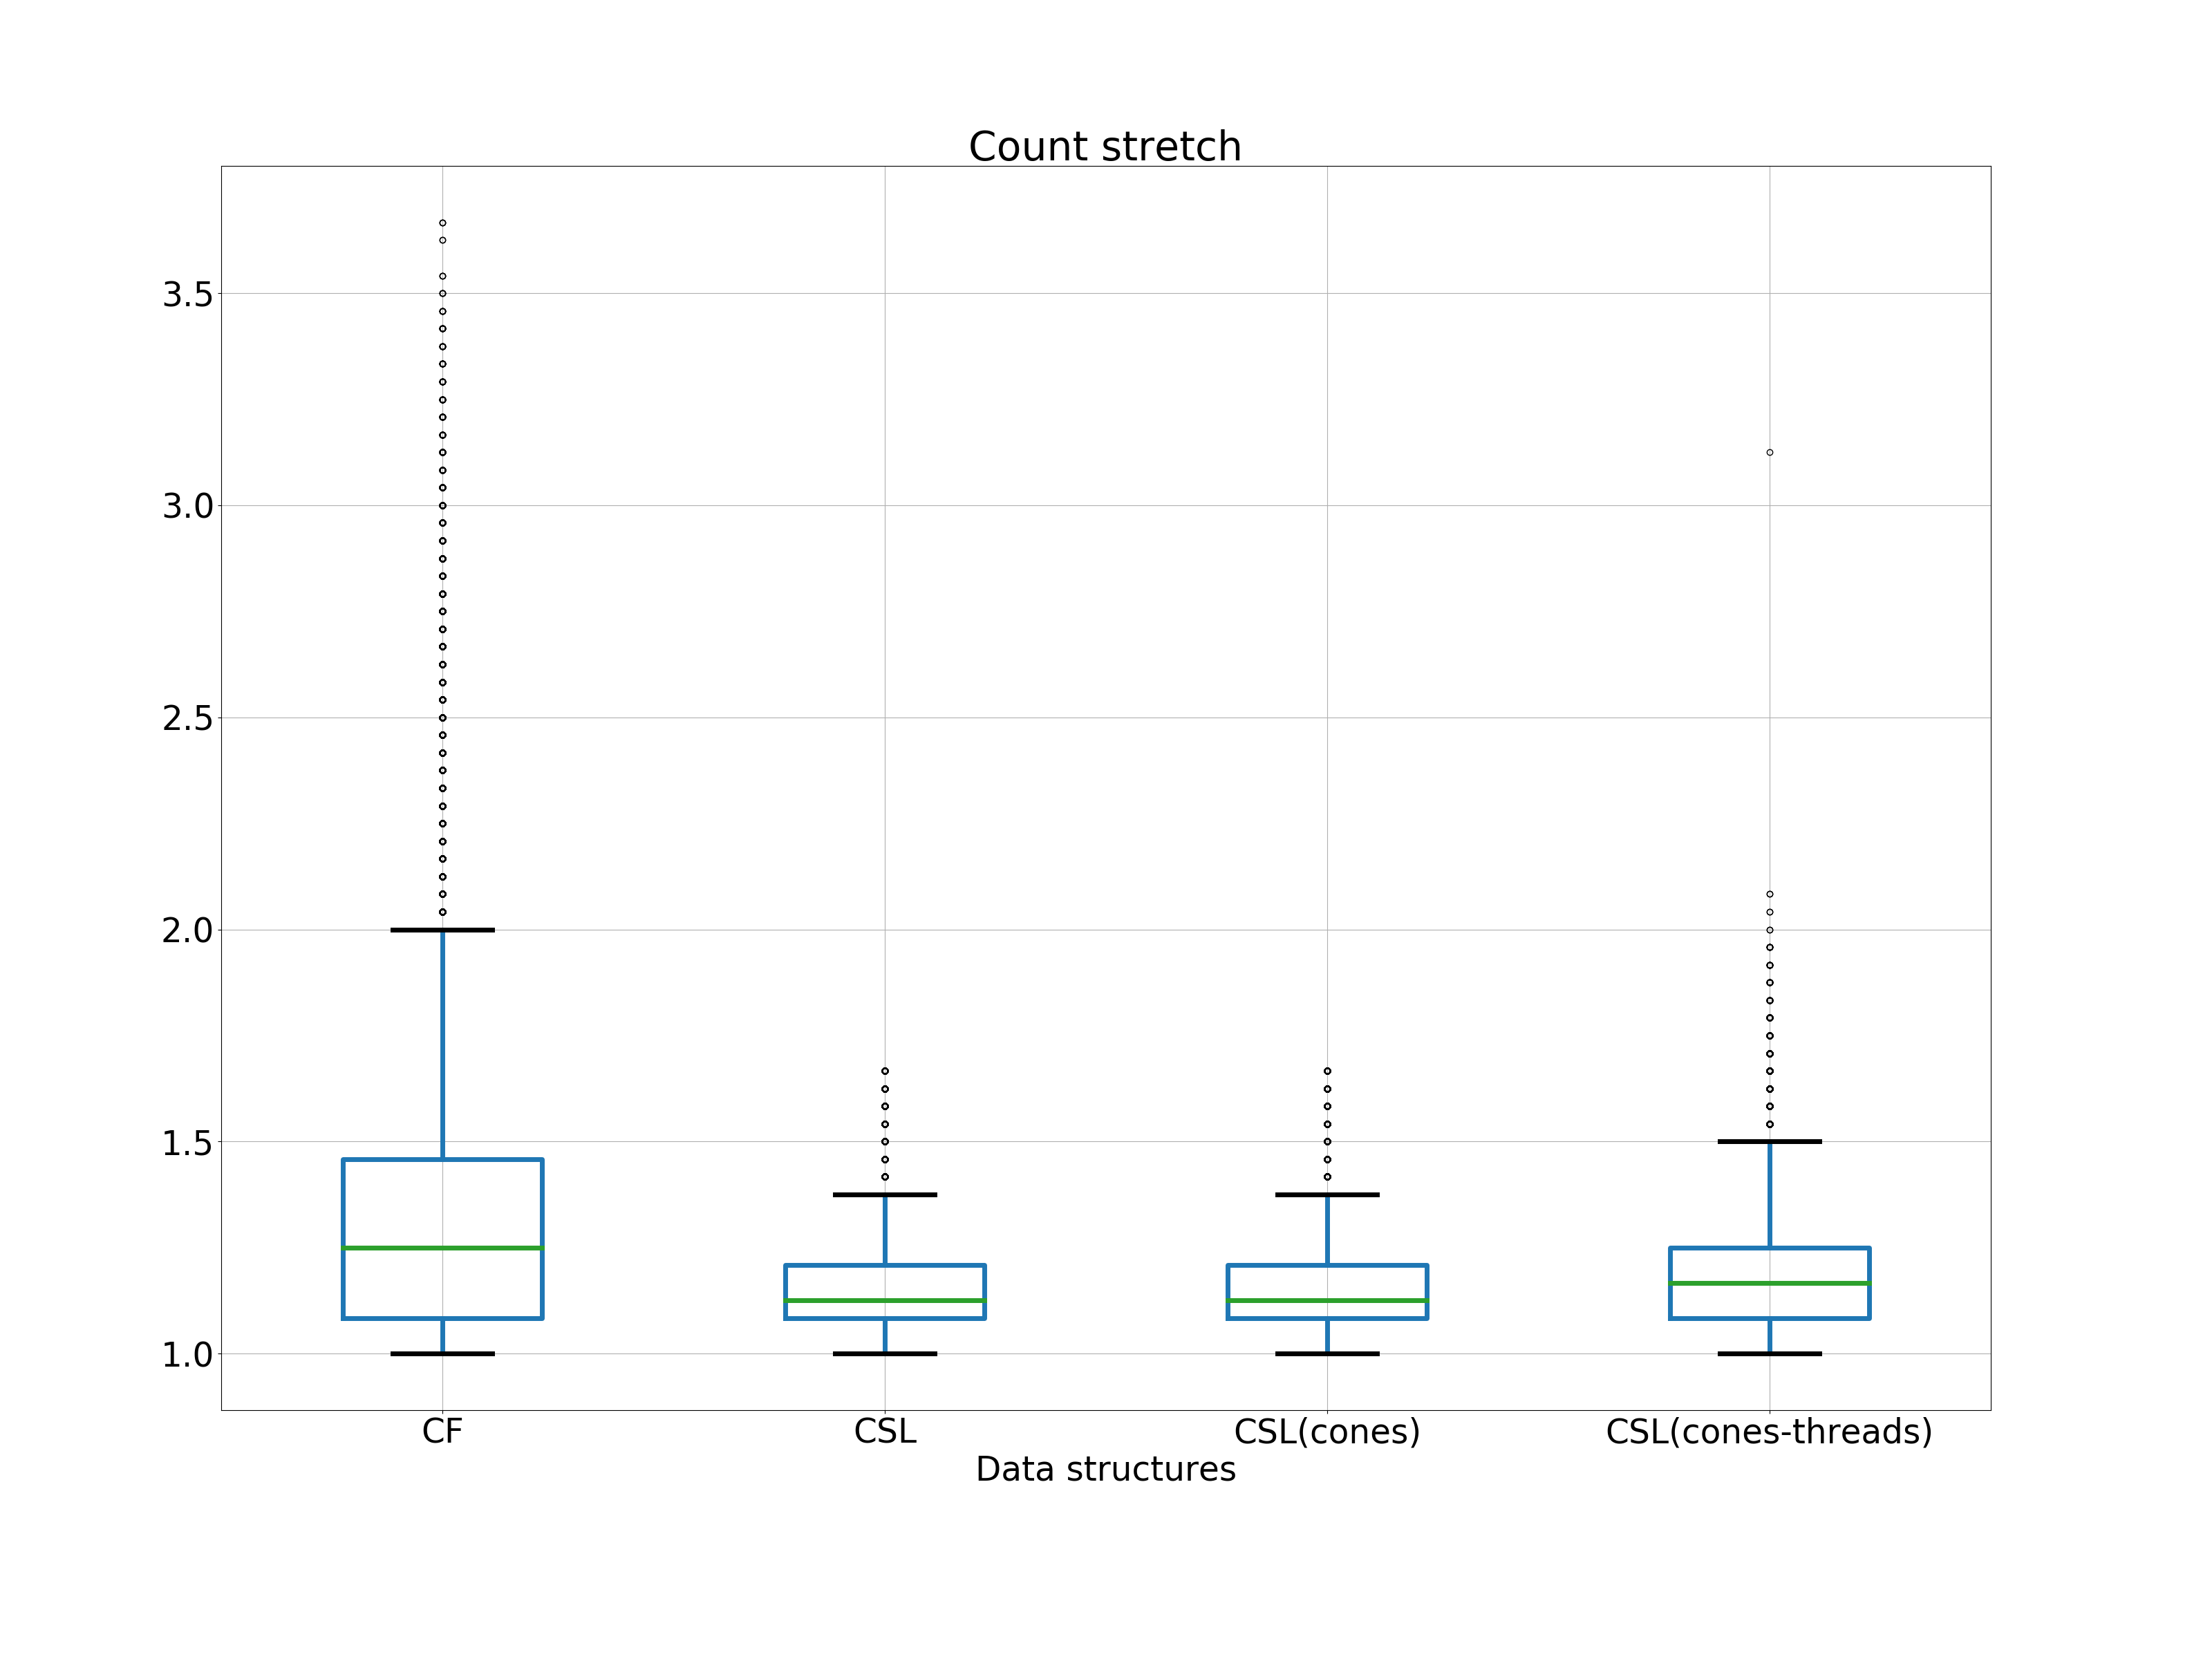 Count stretch
3.5
3.0
2.5
2.0
1.5
1.0
CF CSL CSL(cones) CSL(cones-threads)
Data structures